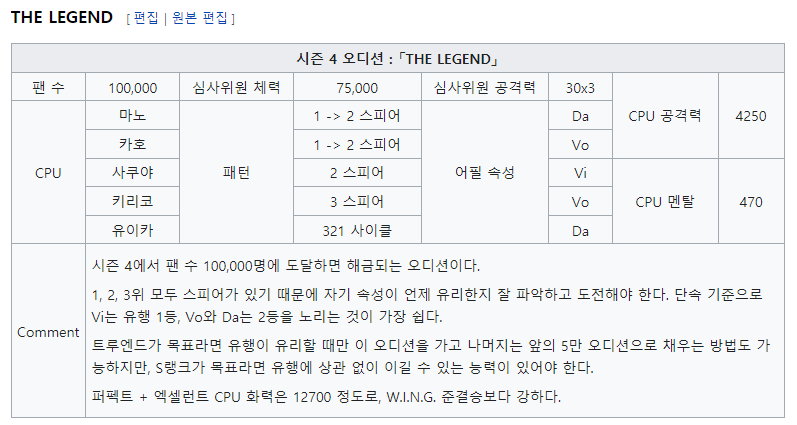 THE LEGEND [ 편집 | 원본 편집 ]
시즌 4 오디션 : 「THE LEGEND」
팬 수 100,000 심사위원 체력 75,000 심사위원 공격력 30x3 CPU 공격력 4250
CPU 마노 패턴 1 -> 2 스피어 어필 속성 Da
카호 1 -> 2 스피어 Vo
사쿠야 2 스피어 Vi CPU 멘탈 470
키리코 3 스피어 Vo
유이카 321 사이클 Da
Comment
시즌 4에서 팬 수 100,000명에 도달하면 해금되는 오디션이다.
1, 2, 3위 모두 스피어가 있기 때문에 자기 속성이 언제 유리한지 잘 파악하고 도전해야 한다. 단속 기준으로
Vi는 유행 1등, Vo와 Da는 2등을 노리는 것이 가장 쉽다.
트루엔드가 목표라면 유행이 유리할 때만 이 오디션을 가고 나머지는 앞의 5만 오디션으로 채우는 방법도 가
능하지만, S랭크가 목표라면 유행에 상관 없이 이길 수 있는 능력이 있어야 한다.
퍼펙트 + 엑셀런트 CPU 화력은 12700 정도로, W.I.N.G. 준결승보다 강하다.